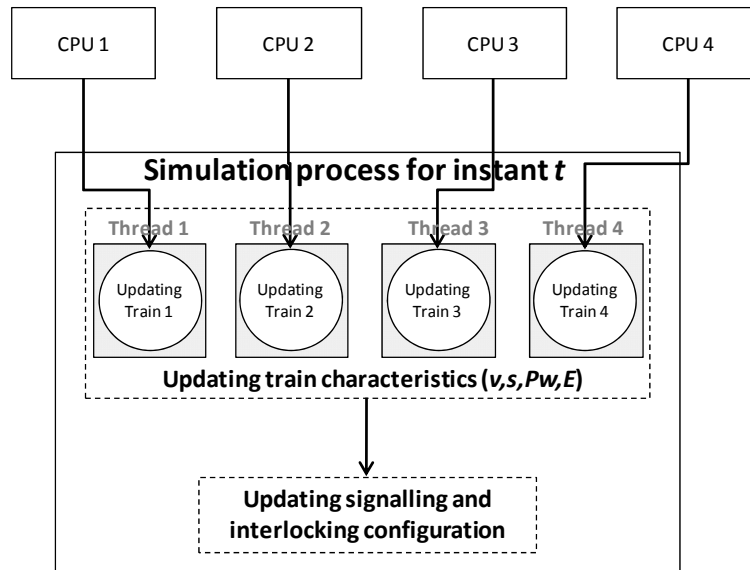 CPU 1
CPU 2
CPU 3
CPU 4
Simulation process for instant t
Thread 1
Thread 2
Thread 3
Thread 4
Updating
Train 1
Updating
Train 2
Updating
Train 3
Updating
Train 4
Updating train characteristics (v,s,Pw,E)
Updating signalling and
interlocking configuration